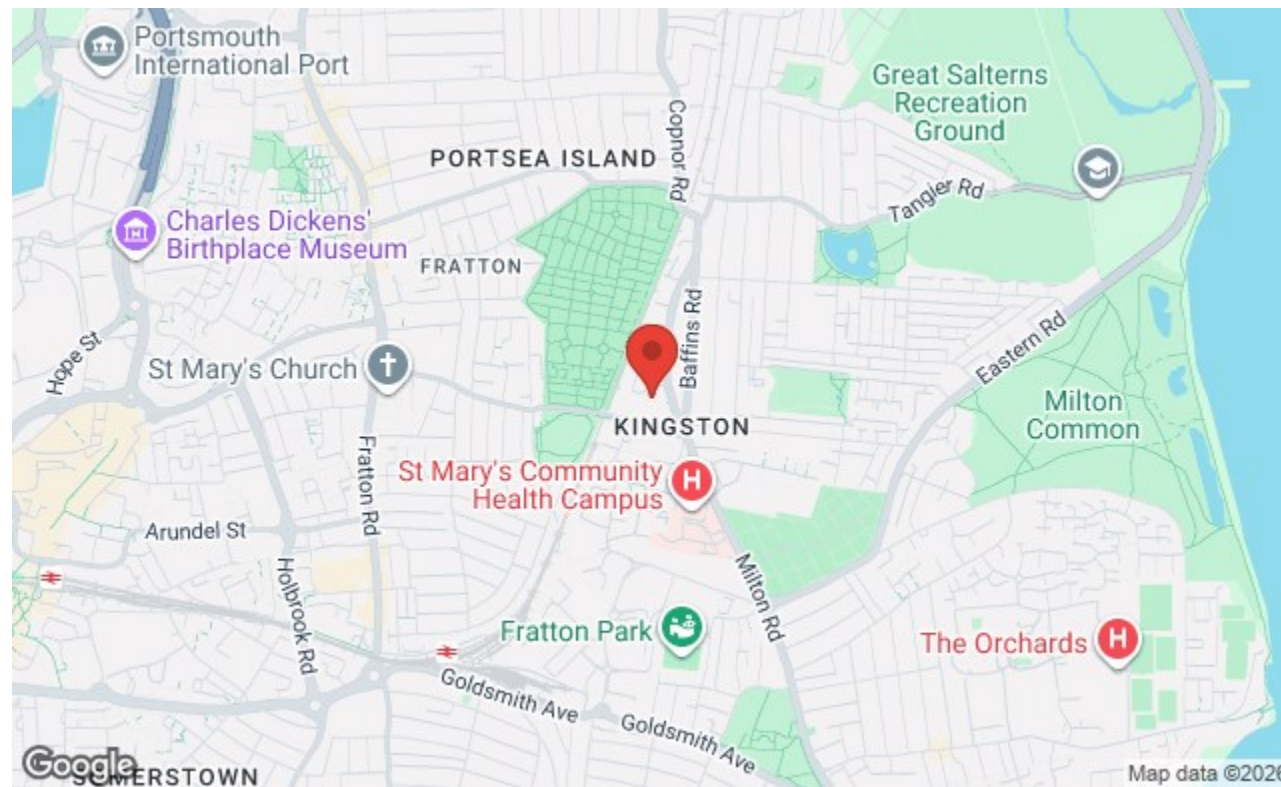 Portsmouth
International Port
Great Salterns
Recreation
Ground
Copnor Rd
PORTSEA ISLAND
Tangier Rd
Charles Dickens'
Birthplace Museum
FRATTON
Baffins Rd
Eastern Rd
Hope St
St Mary's Church
Milton
Common
KINGSTON
St Mary's Community
Health Campus
H
Fratton Rd
Arundel St
Holbrook Rd
Milton Rd
Fratton Park
The Orchards
H
Goldsmith Ave
Goldsmith Ave
Google
SOMERSTOWN
Map data ©2026